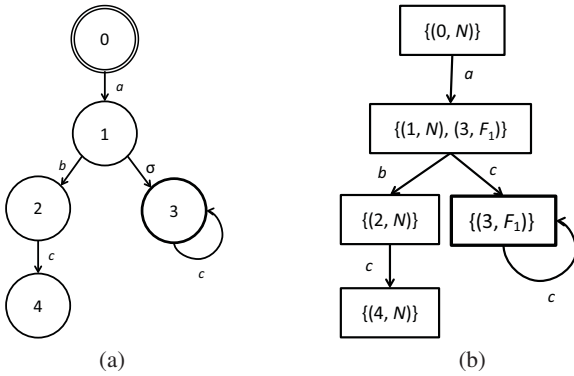 0
a
1
b
σ
2
3
c
c
4
(a)
{(0, N)}
a
{(1, N), (3, F₁)}
b
c
{(2, N)}
{(3, F₁)}
c
c
{(4, N)}
(b)